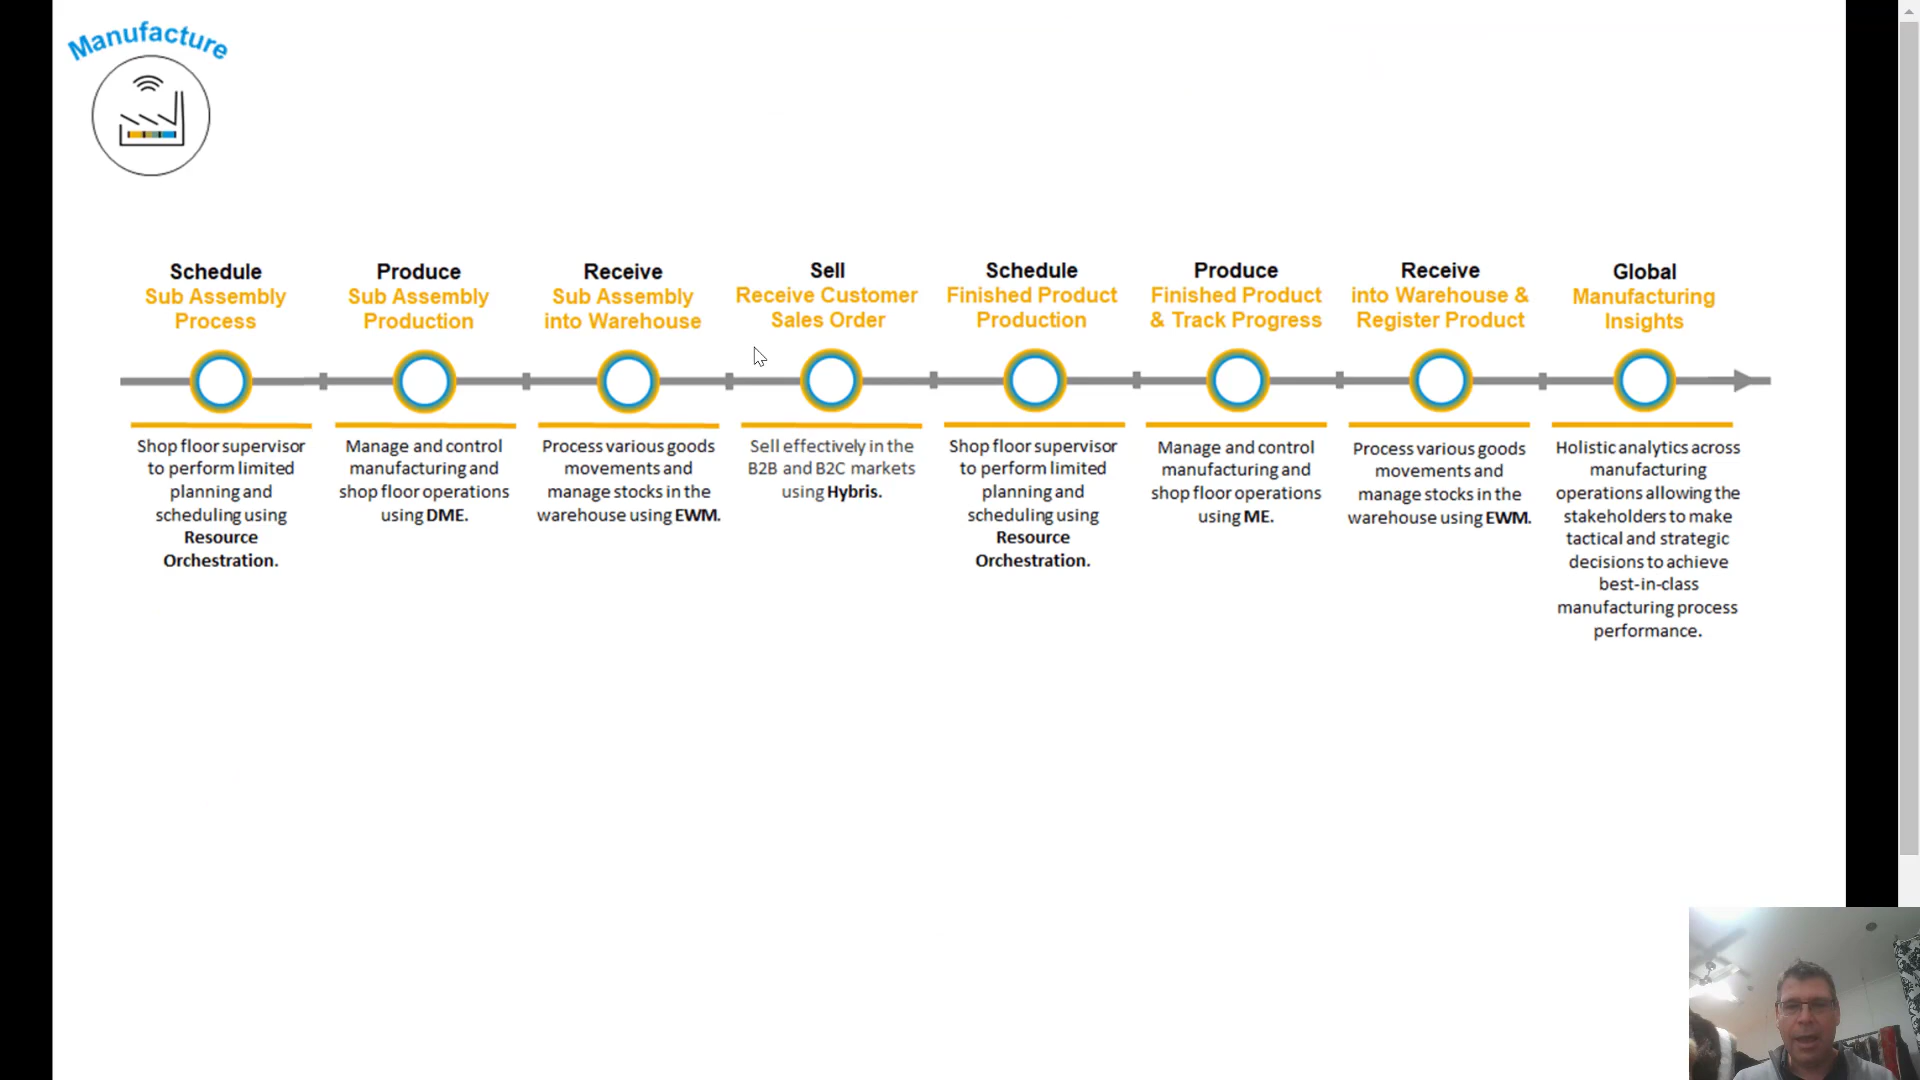 Manufacture
Schedule
Sub Assembly
Process
Shop floor supervisor
to perform limited
planning and
scheduling using
Resource
Orchestration.
Produce
Sub Assembly
Production
Manage and control
manufacturing and
shop floor operations
using DME.
Receive
Sub Assembly
into Warehouse
Process various goods
movements and
manage stocks in the
warehouse using EWM.
Sell
Receive Customer
Sales Order
Sell effectively in the
B2B and B2C markets
using Hybris.
Schedule
Finished Product
Production
Shop floor supervisor
to perform limited
planning and
scheduling using
Resource
Orchestration.
Produce
Finished Product
& Track Progress
Manage and control
manufacturing and
shop floor operations
using ME.
Receive
into Warehouse &
Register Product
Process various goods
movements and
manage stocks in the
warehouse using EWM.
Global
Manufacturing
Insights
Holistic analytics across
manufacturing
operations allowing the
stakeholders to make
tactical and strategic
decisions to achieve
best-in-class
manufacturing process
performance.